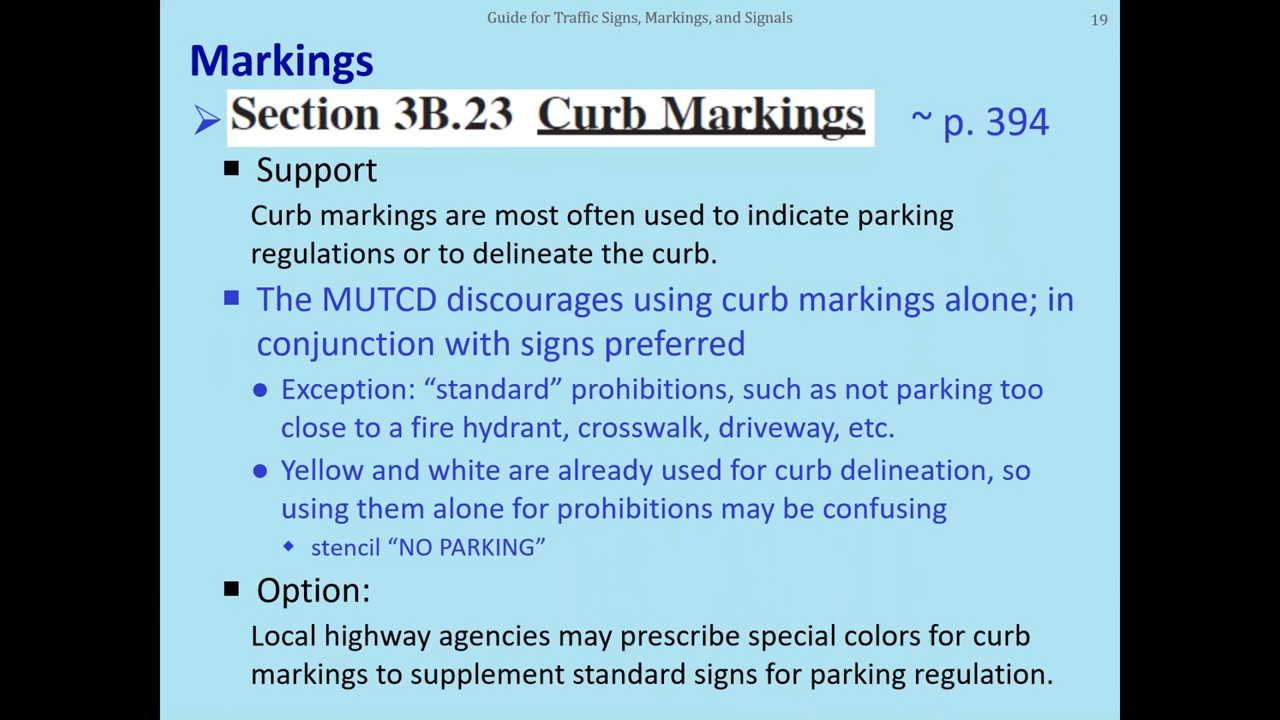 Guide for Traffic Signs, Markings, and Signals
19
Markings
Section 3B.23 Curb Markings ~ p. 394
Support
Curb markings are most often used to indicate parking
regulations or to delineate the curb.
The MUTCD discourages using curb markings alone; in
conjunction with signs preferred
Exception: “standard” prohibitions, such as not parking too
close to a fire hydrant, crosswalk, driveway, etc.
Yellow and white are already used for curb delineation, so
using them alone for prohibitions may be confusing
stencil “NO PARKING”
Option:
Local highway agencies may prescribe special colors for curb
markings to supplement standard signs for parking regulation.